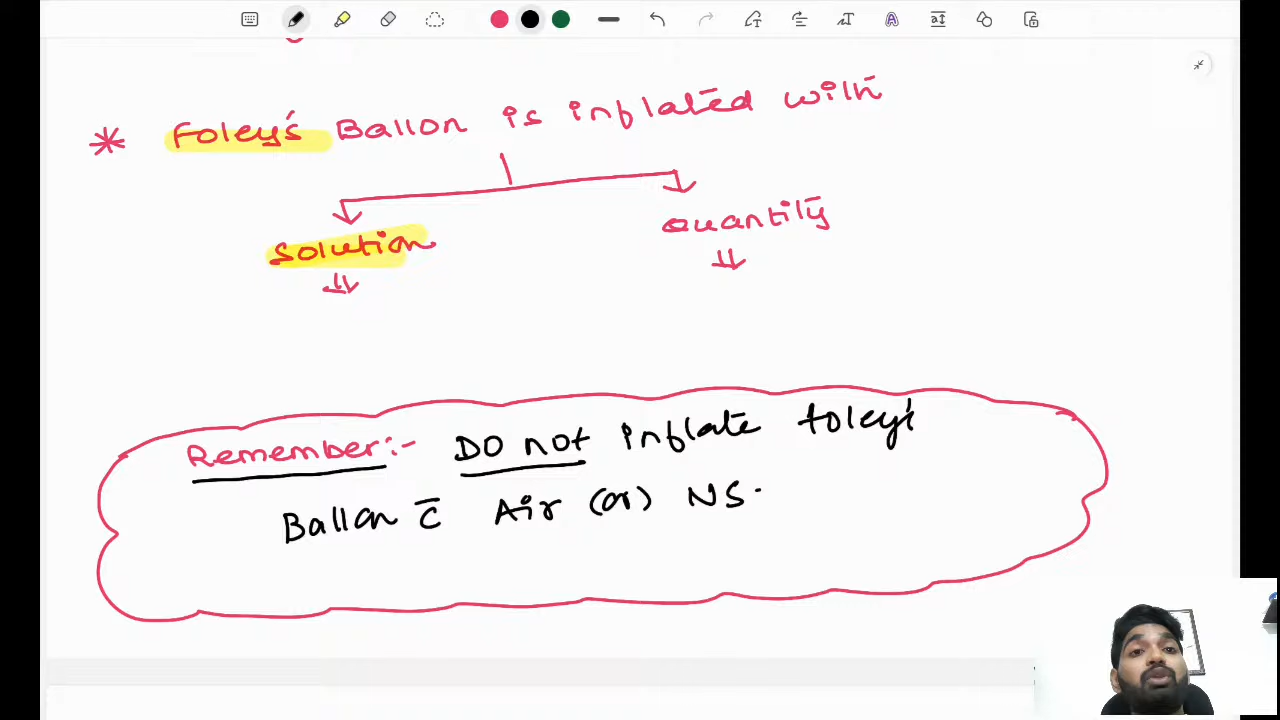 * Foley's Ballon is inflated with
Solution
Quantity
Remember:- DO not inflate foley's
Ballon c̄ Air (or) NS.